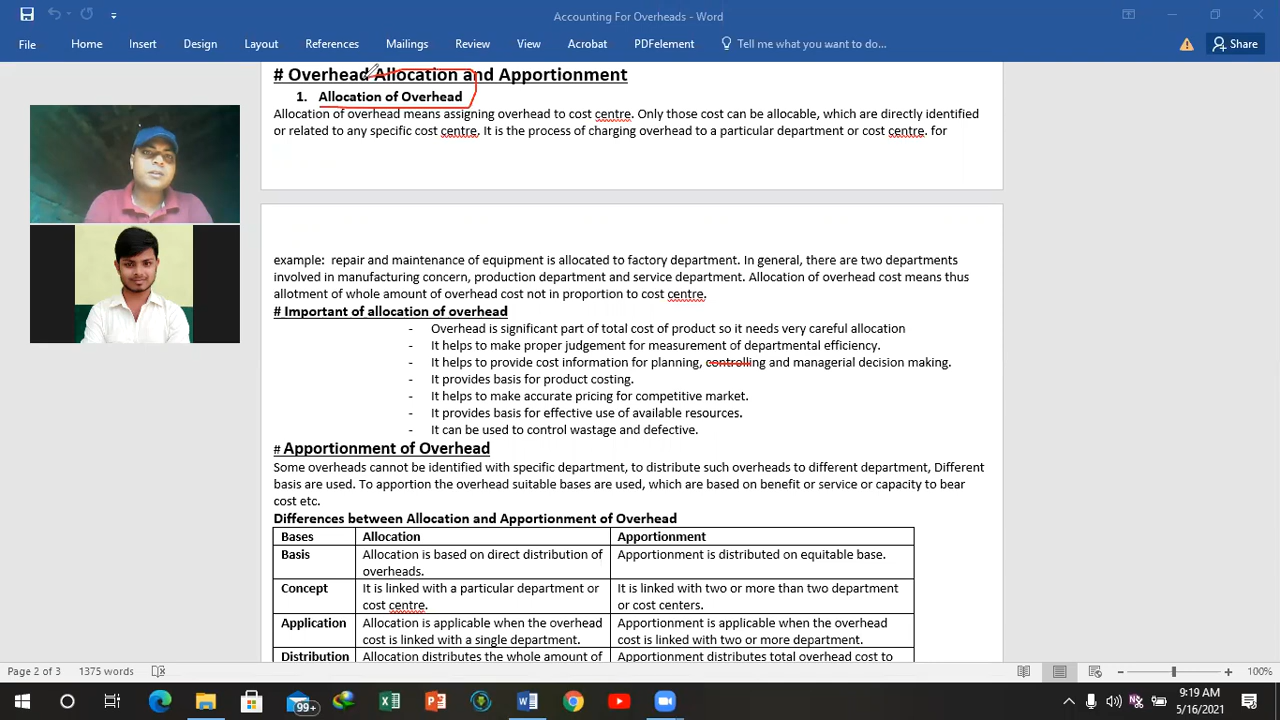 Accounting For Overheads - Word
File Home Insert Design Layout References Mailings Review View Acrobat PDFelement Tell me what you want to do... Share
# Overhead Allocation and Apportionment
1. Allocation of Overhead
Allocation of overhead means assigning overhead to cost centre. Only those cost can be allocable, which are directly identified
or related to any specific cost centre. It is the process of charging overhead to a particular department or cost centre. for
example: repair and maintenance of equipment is allocated to factory department. In general, there are two departments
involved in manufacturing concern, production department and service department. Allocation of overhead cost means thus
allotment of whole amount of overhead cost not in proportion to cost centre.
# Important of allocation of overhead
- Overhead is significant part of total cost of product so it needs very careful allocation
- It helps to make proper judgement for measurement of departmental efficiency.
- It helps to provide cost information for planning, controlling and managerial decision making.
- It provides basis for product costing.
- It helps to make accurate pricing for competitive market.
- It provides basis for effective use of available resources.
- It can be used to control wastage and defective.
# Apportionment of Overhead
Some overheads cannot be identified with specific department, to distribute such overheads to different department, Different
basis are used. To apportion the overhead suitable bases are used, which are based on benefit or service or capacity to bear
cost etc.
Differences between Allocation and Apportionment of Overhead
Bases Allocation Apportionment
Basis Allocation is based on direct distribution of Apportionment is distributed on equitable base.
overheads.
Concept It is linked with a particular department or It is linked with two or more than two department
cost centre. or cost centers.
Application Allocation is applicable when the overhead Apportionment is applicable when the overhead
cost is linked with a single department. cost is linked with two or more department.
Distribution Allocation distributes the whole amount of Apportionment distributes total overhead cost to
Page 2 of 3 1375 words 100%
99+
9:19 AM
5/16/2021